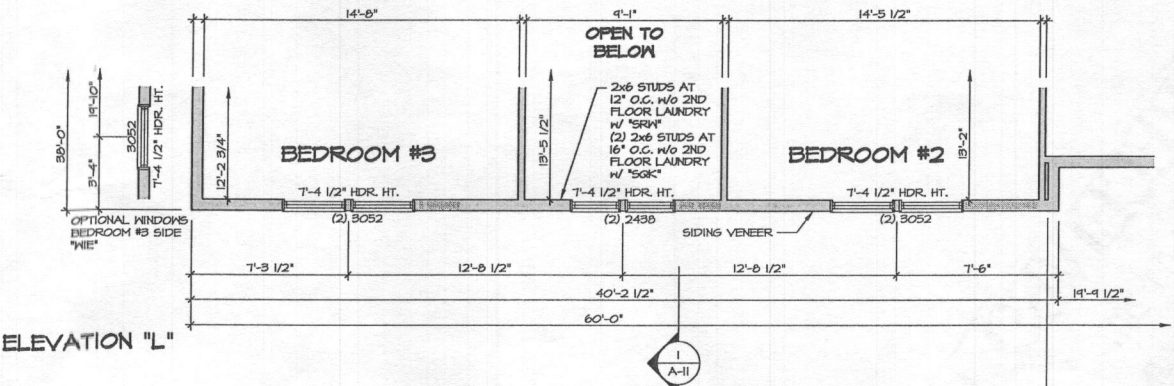 14'-8"
9'-1"
14'-5 1/2"
OPEN TO
BELOW
2x6 STUDS AT
12" O.C. W/o 2ND
FLOOR LAUNDRY
W/ "SRW"
(2) 2x6 STUDS AT
16" O.C. W/o 2ND
FLOOR LAUNDRY
W/ "SGK"
38'-0"
19'-10"
3'-4"
3052
7'-4 1/2" HDR. HT.
12'-2 3/4"
BEDROOM #3
13'-5 1/2"
BEDROOM #2
13'-2"
7'-4 1/2" HDR. HT.
7'-4 1/2" HDR. HT.
7'-4 1/2" HDR. HT.
OPTIONAL WINDOWS
BEDROOM #3 SIDE
"WIE"
(2) 3052
(2) 2438
(2) 3052
SIDING VENEER
7'-3 1/2"
12'-8 1/2"
12'-8 1/2"
7'-6"
40'-2 1/2"
19'-9 1/2"
60'-0"
ELEVATION "L"
1
A-11